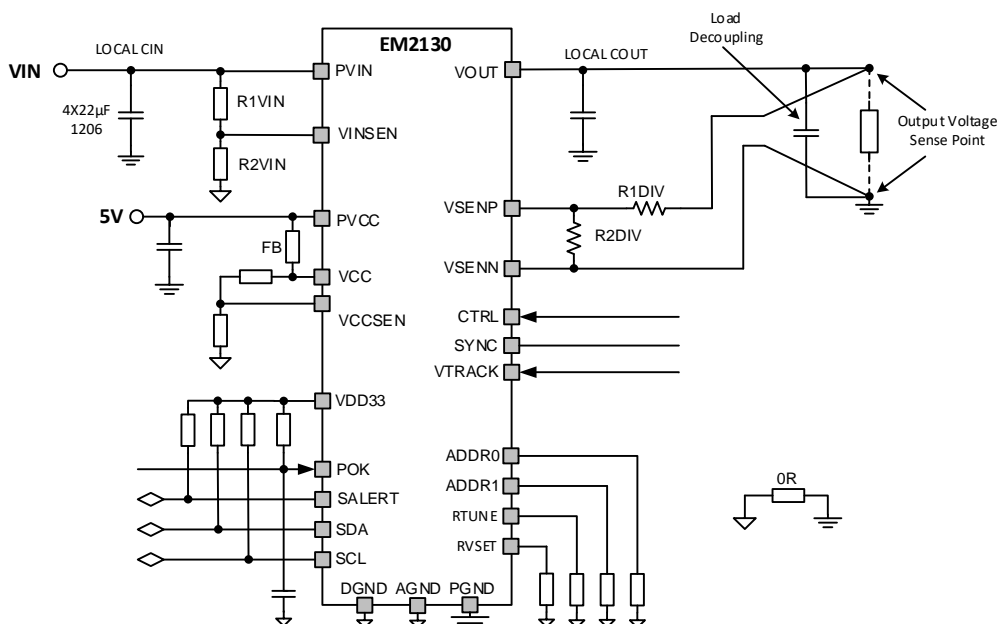 EM2130
Load
Decoupling
LOCAL CIN
LOCAL COUT
VIN
PVIN
VOUT
R1VIN
4X22µF
1206
VINSEN
Output Voltage
Sense Point
R2VIN
R1DIV
VSENP
5V
PVCC
R2DIV
FB
VSENN
VCC
VCCSEN
CTRL
SYNC
VTRACK
VDD33
ADDR0
POK
0R
ADDR1
SALERT
RTUNE
SDA
RVSET
SCL
DGND
AGND
PGND